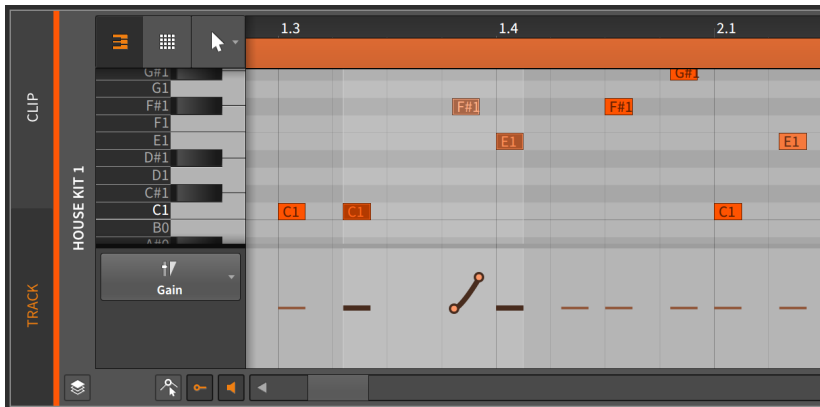 1.3
1.4
2.1
CLIP
TRACK
HOUSE KIT 1
G#1
G1
F#1
F1
E1
D#1
D1
C#1
C1
B0
A#0
G#1
F#1
F#1
E1
E1
C1
C1
C1
Gain